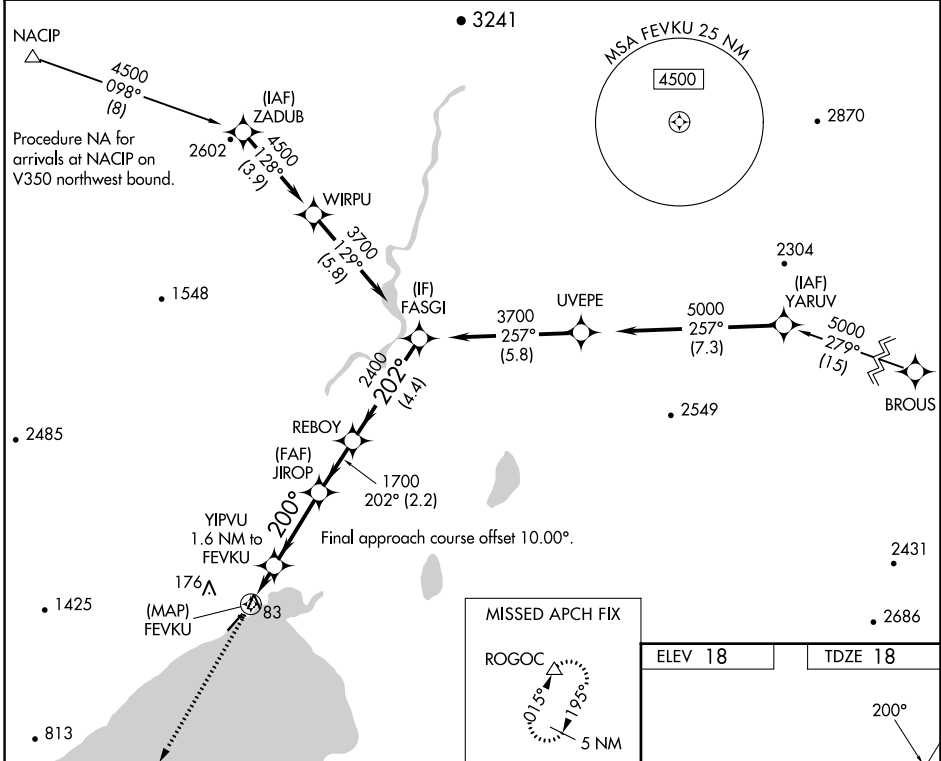 3241
NACIP
4500
098°
(8)
(IAF)
ZADUB
2602
4500
128°
(3.9)
Procedure NA for
arrivals at NACIP on
V350 northwest bound.
WIRPU
3700
129°
(5.8)
MSA FEVKU 25 NM
4500
2870
1548
(IF)
FASGI
UVEPE
3700
257°
(5.8)
5000
257°
(7.3)
2304
(IAF)
YARUV
5000
279°
(15)
BROUS
2549
2400
202°
(4.4)
2485
REBOY
(FAF)
JIROP
1700
202° (2.2)
200°
YIPVU
1.6 NM to
FEVKU
Final approach course offset 10.00°.
176
1425
(MAP)
FEVKU
83
2431
2686
813
MISSED APCH FIX
ROGOC
015°
195°
5 NM
ELEV 18
TDZE 18
200°